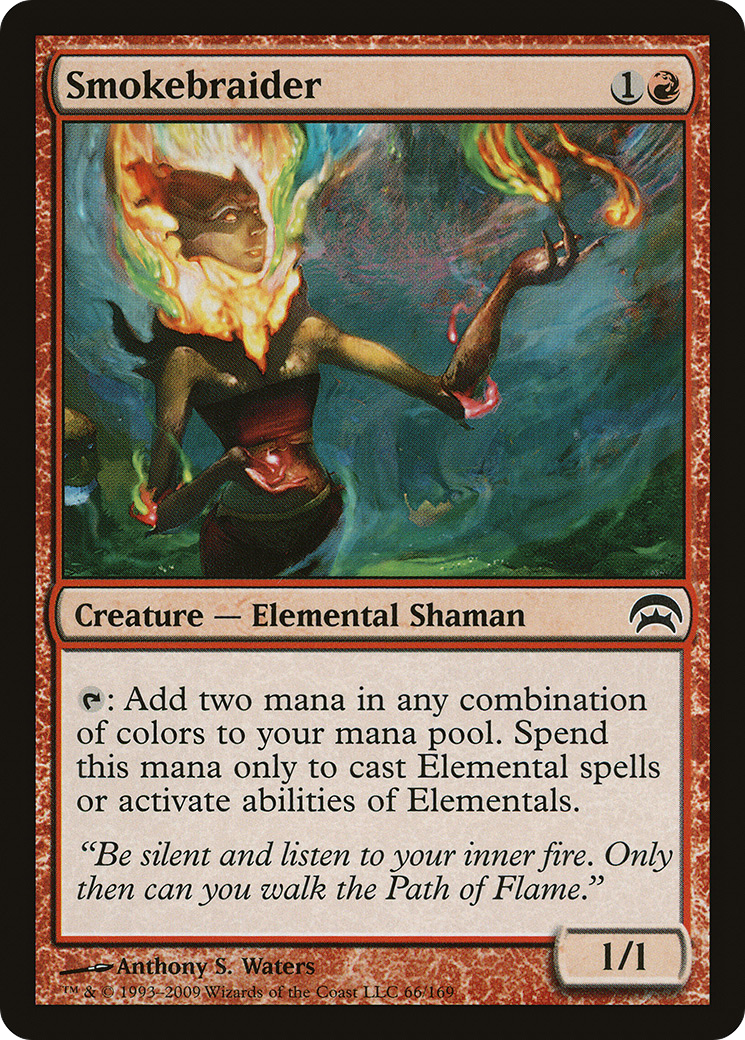 Smokebraider 1
Creature — Elemental Shaman
: Add two mana in any combination
of colors to your mana pool. Spend
this mana only to cast Elemental spells
or activate abilities of Elementals.
“Be silent and listen to your inner fire. Only
then can you walk the Path of Flame.”
1/1
Anthony S. Waters
™ & © 1993–2009 Wizards of the Coast LLC 66/169